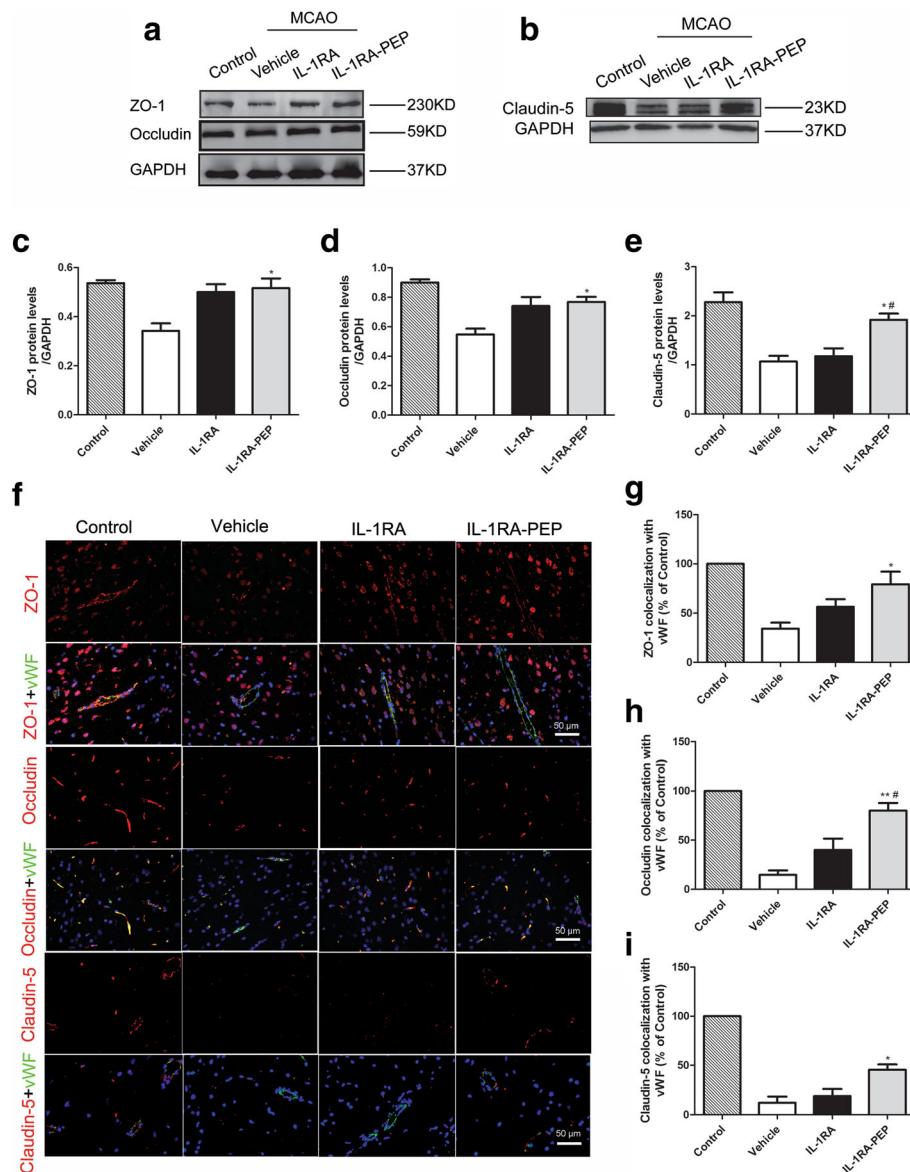 a
MCAO
Control
Vehicle
IL-1RA
IL-1RA-PEP
ZO-1
230KD
Occludin
59KD
GAPDH
37KD
b
MCAO
Control
Vehicle
IL-1RA
IL-1RA-PEP
Claudin-5
23KD
GAPDH
37KD
c
ZO-1 protein levels
/GAPDH
0.6
0.4
0.2
0.0
*
Control
Vehicle
IL-1RA
IL-1RA-PEP
d
Occludin protein levels
/GAPDH
1.0
0.8
0.6
0.4
0.2
0.0
*
Control
Vehicle
IL-1RA
IL-1RA-PEP
e
Claudin-5 protein levels
/GAPDH
3
2
1
0
* #
Control
Vehicle
IL-1RA
IL-1RA-PEP
f
Control
Vehicle
IL-1RA
IL-1RA-PEP
ZO-1
ZO-1+vWF
50 μm
Occludin
Occludin+vWF
50 μm
Claudin-5
Claudin-5+vWF
50 μm
g
ZO-1 colocalization with
vWF (% of Control)
150
100
50
0
*
Control
Vehicle
IL-1RA
IL-1RA-PEP
h
Occludin colocalization with
vWF (% of Control)
150
100
50
0
** #
Control
Vehicle
IL-1RA
IL-1RA-PEP
i
Claudin-5 colocalization with
vWF (% of Control)
150
100
50
0
*
Control
Vehicle
IL-1RA
IL-1RA-PEP